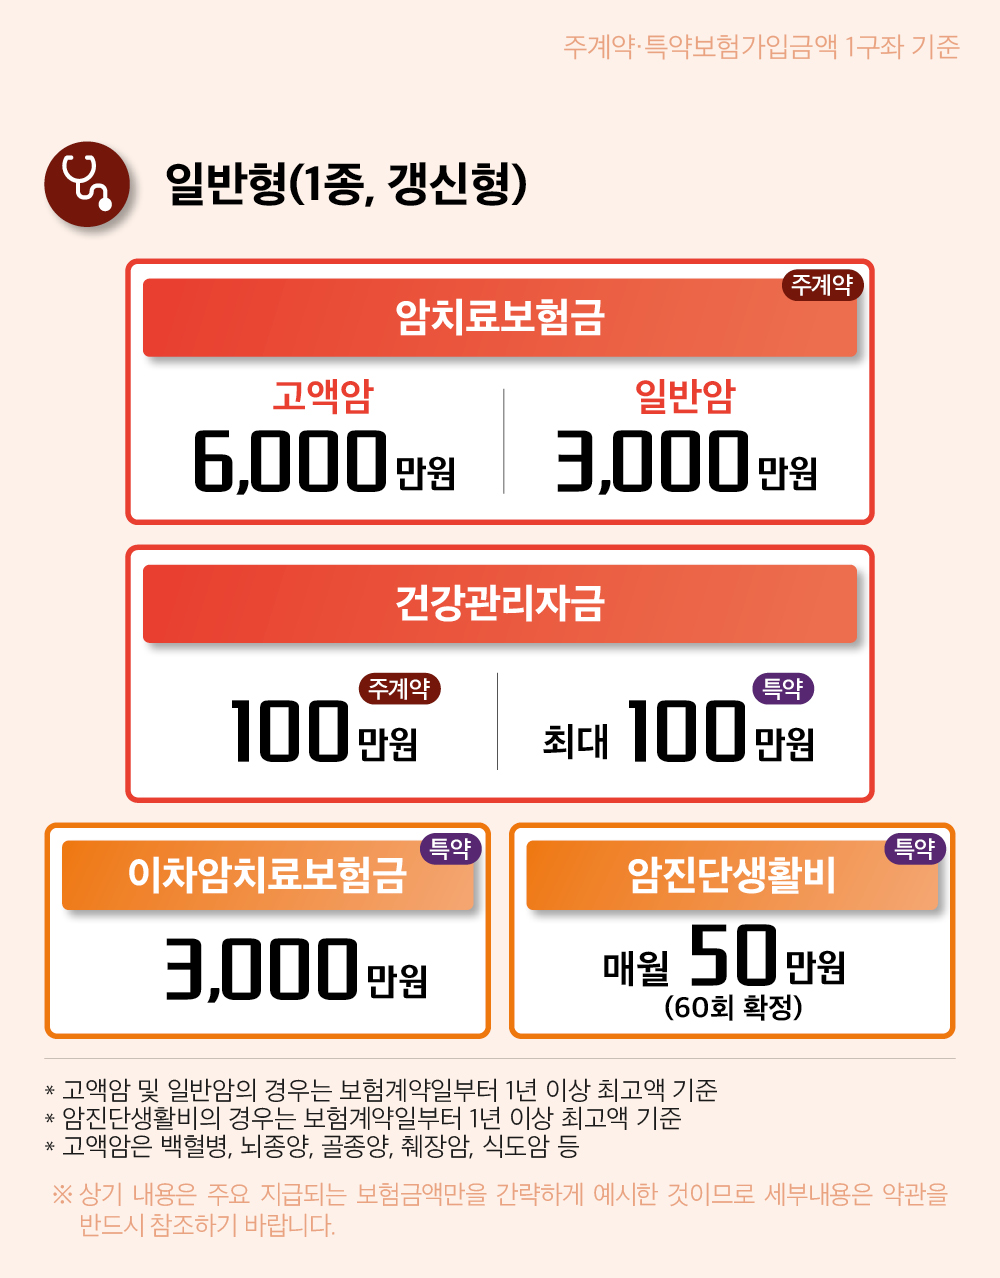 주계약·특약보험가입금액 1구좌 기준
일반형(1종, 갱신형)
주계약
암치료보험금
고액암
6,000만원
일반암
3,000만원
건강관리자금
주계약
100만원
특약
최대 100만원
특약
이차암치료보험금
3,000만원
특약
암진단생활비
매월 50만원
(60회 확정)
* 고액암 및 일반암의 경우는 보험계약일부터 1년 이상 최고액 기준
* 암진단생활비의 경우는 보험계약일부터 1년 이상 최고액 기준
* 고액암은 백혈병, 뇌종양, 골종양, 췌장암, 식도암 등
※ 상기 내용은 주요 지급되는 보험금액만을 간략하게 예시한 것이므로 세부내용은 약관을
반드시 참조하기 바랍니다.